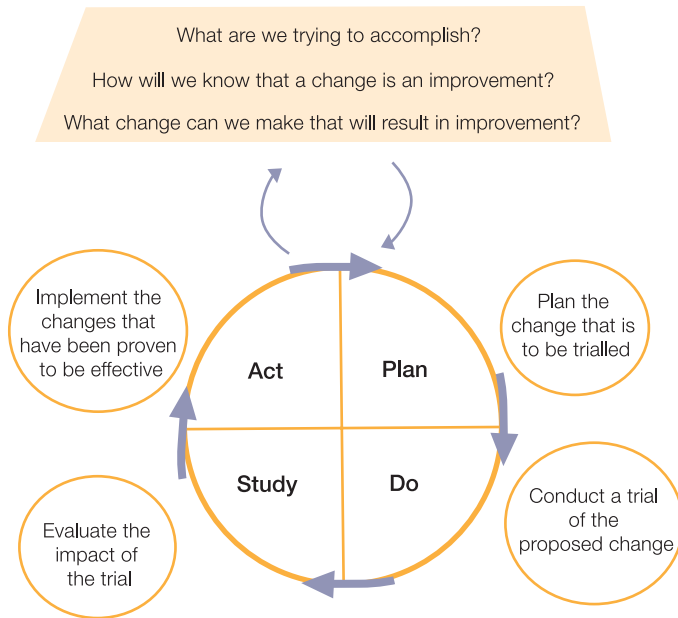 What are we trying to accomplish?
How will we know that a change is an improvement?
What change can we make that will result in improvement?
Implement the
changes that
have been proven
to be effective
Plan the
change that is
to be trialled
Act
Plan
Study
Do
Evaluate the
impact of
the trial
Conduct a trial
of the
proposed change